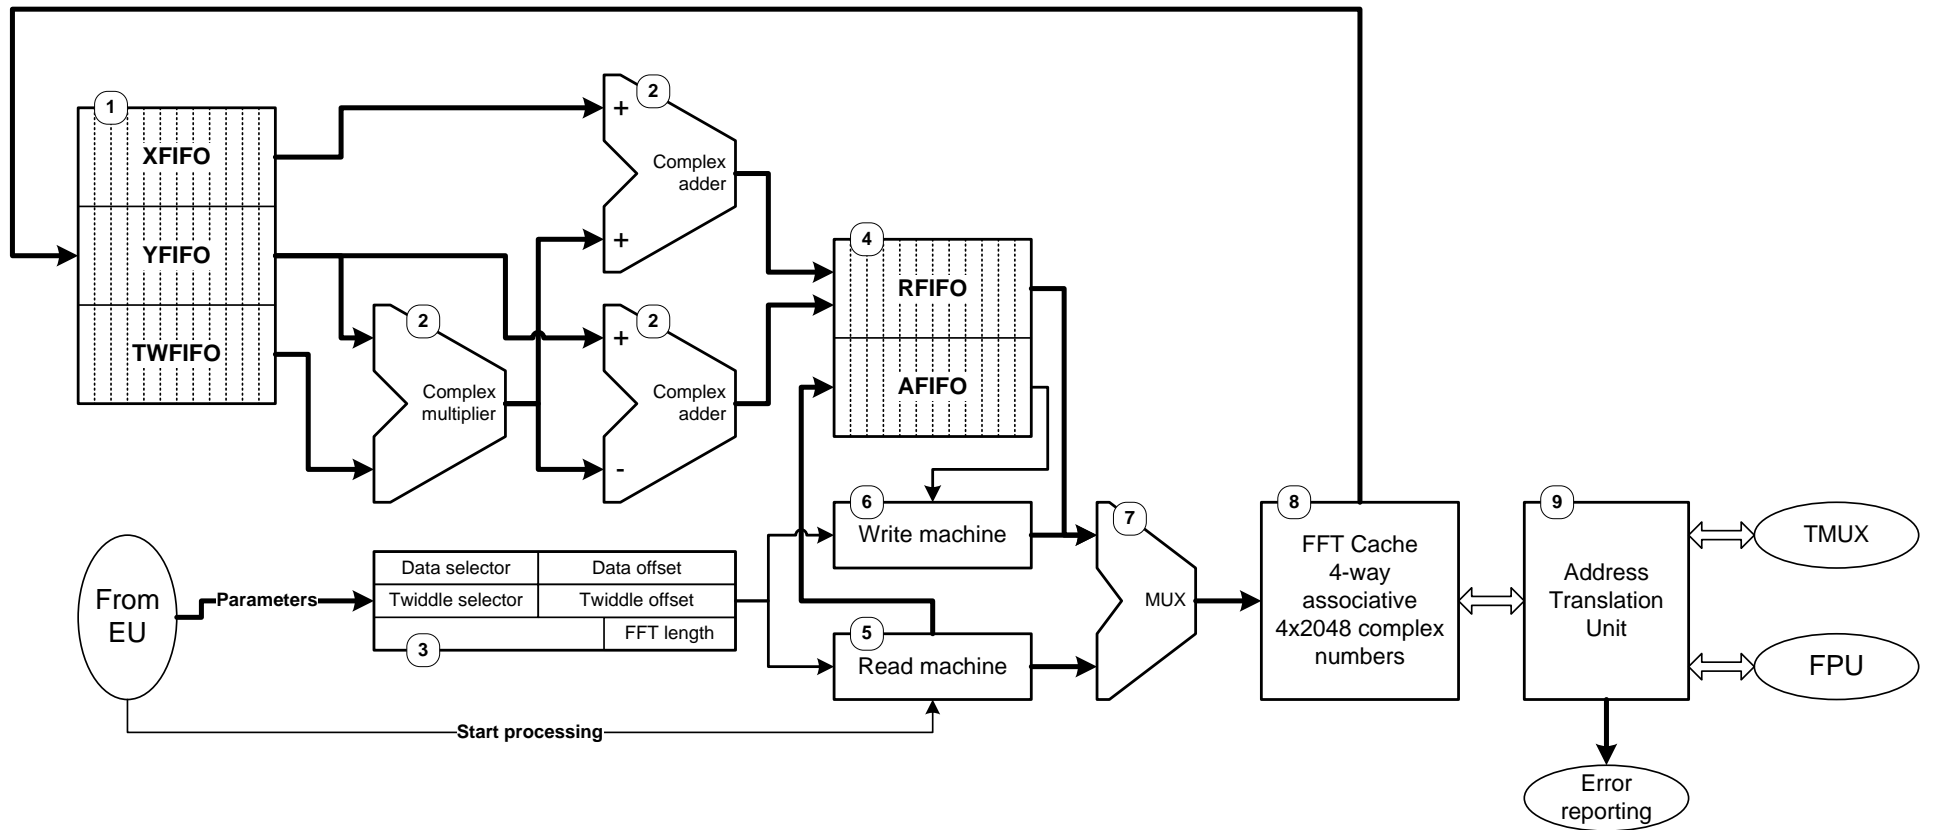 1
XFIFO
YFIFO
TWFIFO
2
+
Complex
adder
+
2
Complex
multiplier
2
+
Complex
adder
-
4
RFIFO
AFIFO
6
Write machine
7
MUX
8
FFT Cache
4-way
associative
4x2048 complex
numbers
9
Address
Translation
Unit
TMUX
FPU
Error
reporting
From
EU
Parameters
Data selector
Data offset
Twiddle selector
Twiddle offset
FFT length
3
5
Read machine
Start processing